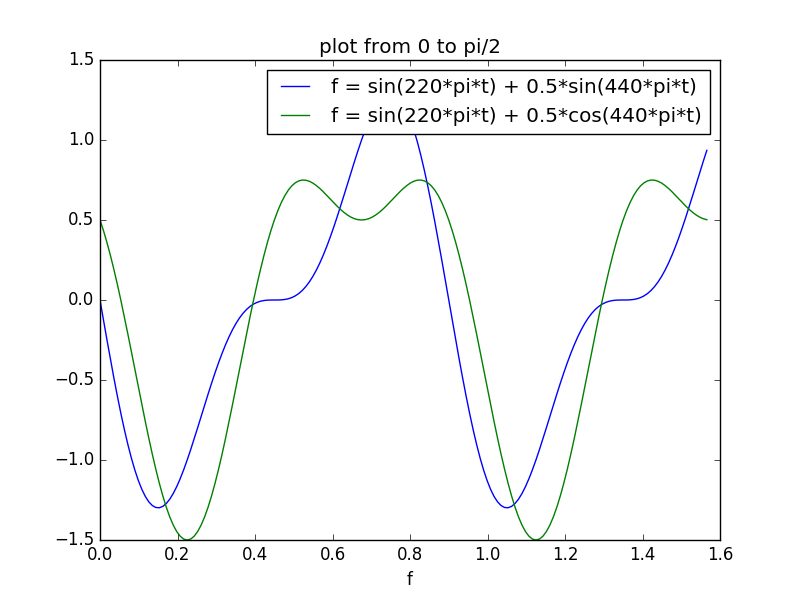 plot from 0 to pi/2
1.5
f = sin(220*pi*t) + 0.5*sin(440*pi*t)
f = sin(220*pi*t) + 0.5*cos(440*pi*t)
1.0
0.5
0.0
−0.5
−1.0
−1.5
0.0 0.2 0.4 0.6 0.8 1.0 1.2 1.4 1.6
f